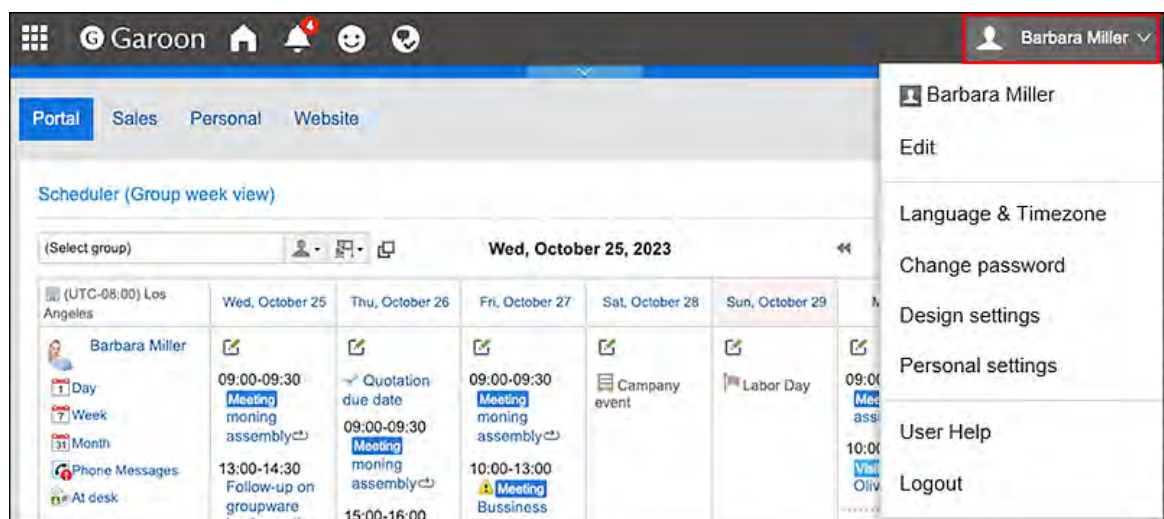 Garoon
4
Barbara Miller
Portal Sales Personal Website
Barbara Miller
Edit
Language & Timezone
Change password
Design settings
Personal settings
User Help
Logout
Scheduler (Group week view)
(Select group)
Wed, October 25, 2023
(UTC-08:00) Los
Angeles
Wed, October 25
Thu, October 26
Fri, October 27
Sat, October 28
Sun, October 29
Barbara Miller
1 Day
7 Week
31 Month
Phone Messages
At desk
09:00-09:30
Meeting
moning
assembly
13:00-14:30
Follow-up on
groupware
Quotation
due date
09:00-09:30
Meeting
moning
assembly
15:00-16:00
09:00-09:30
Meeting
moning
assembly
10:00-13:00
Meeting
Bussiness
Campany
event
Labor Day